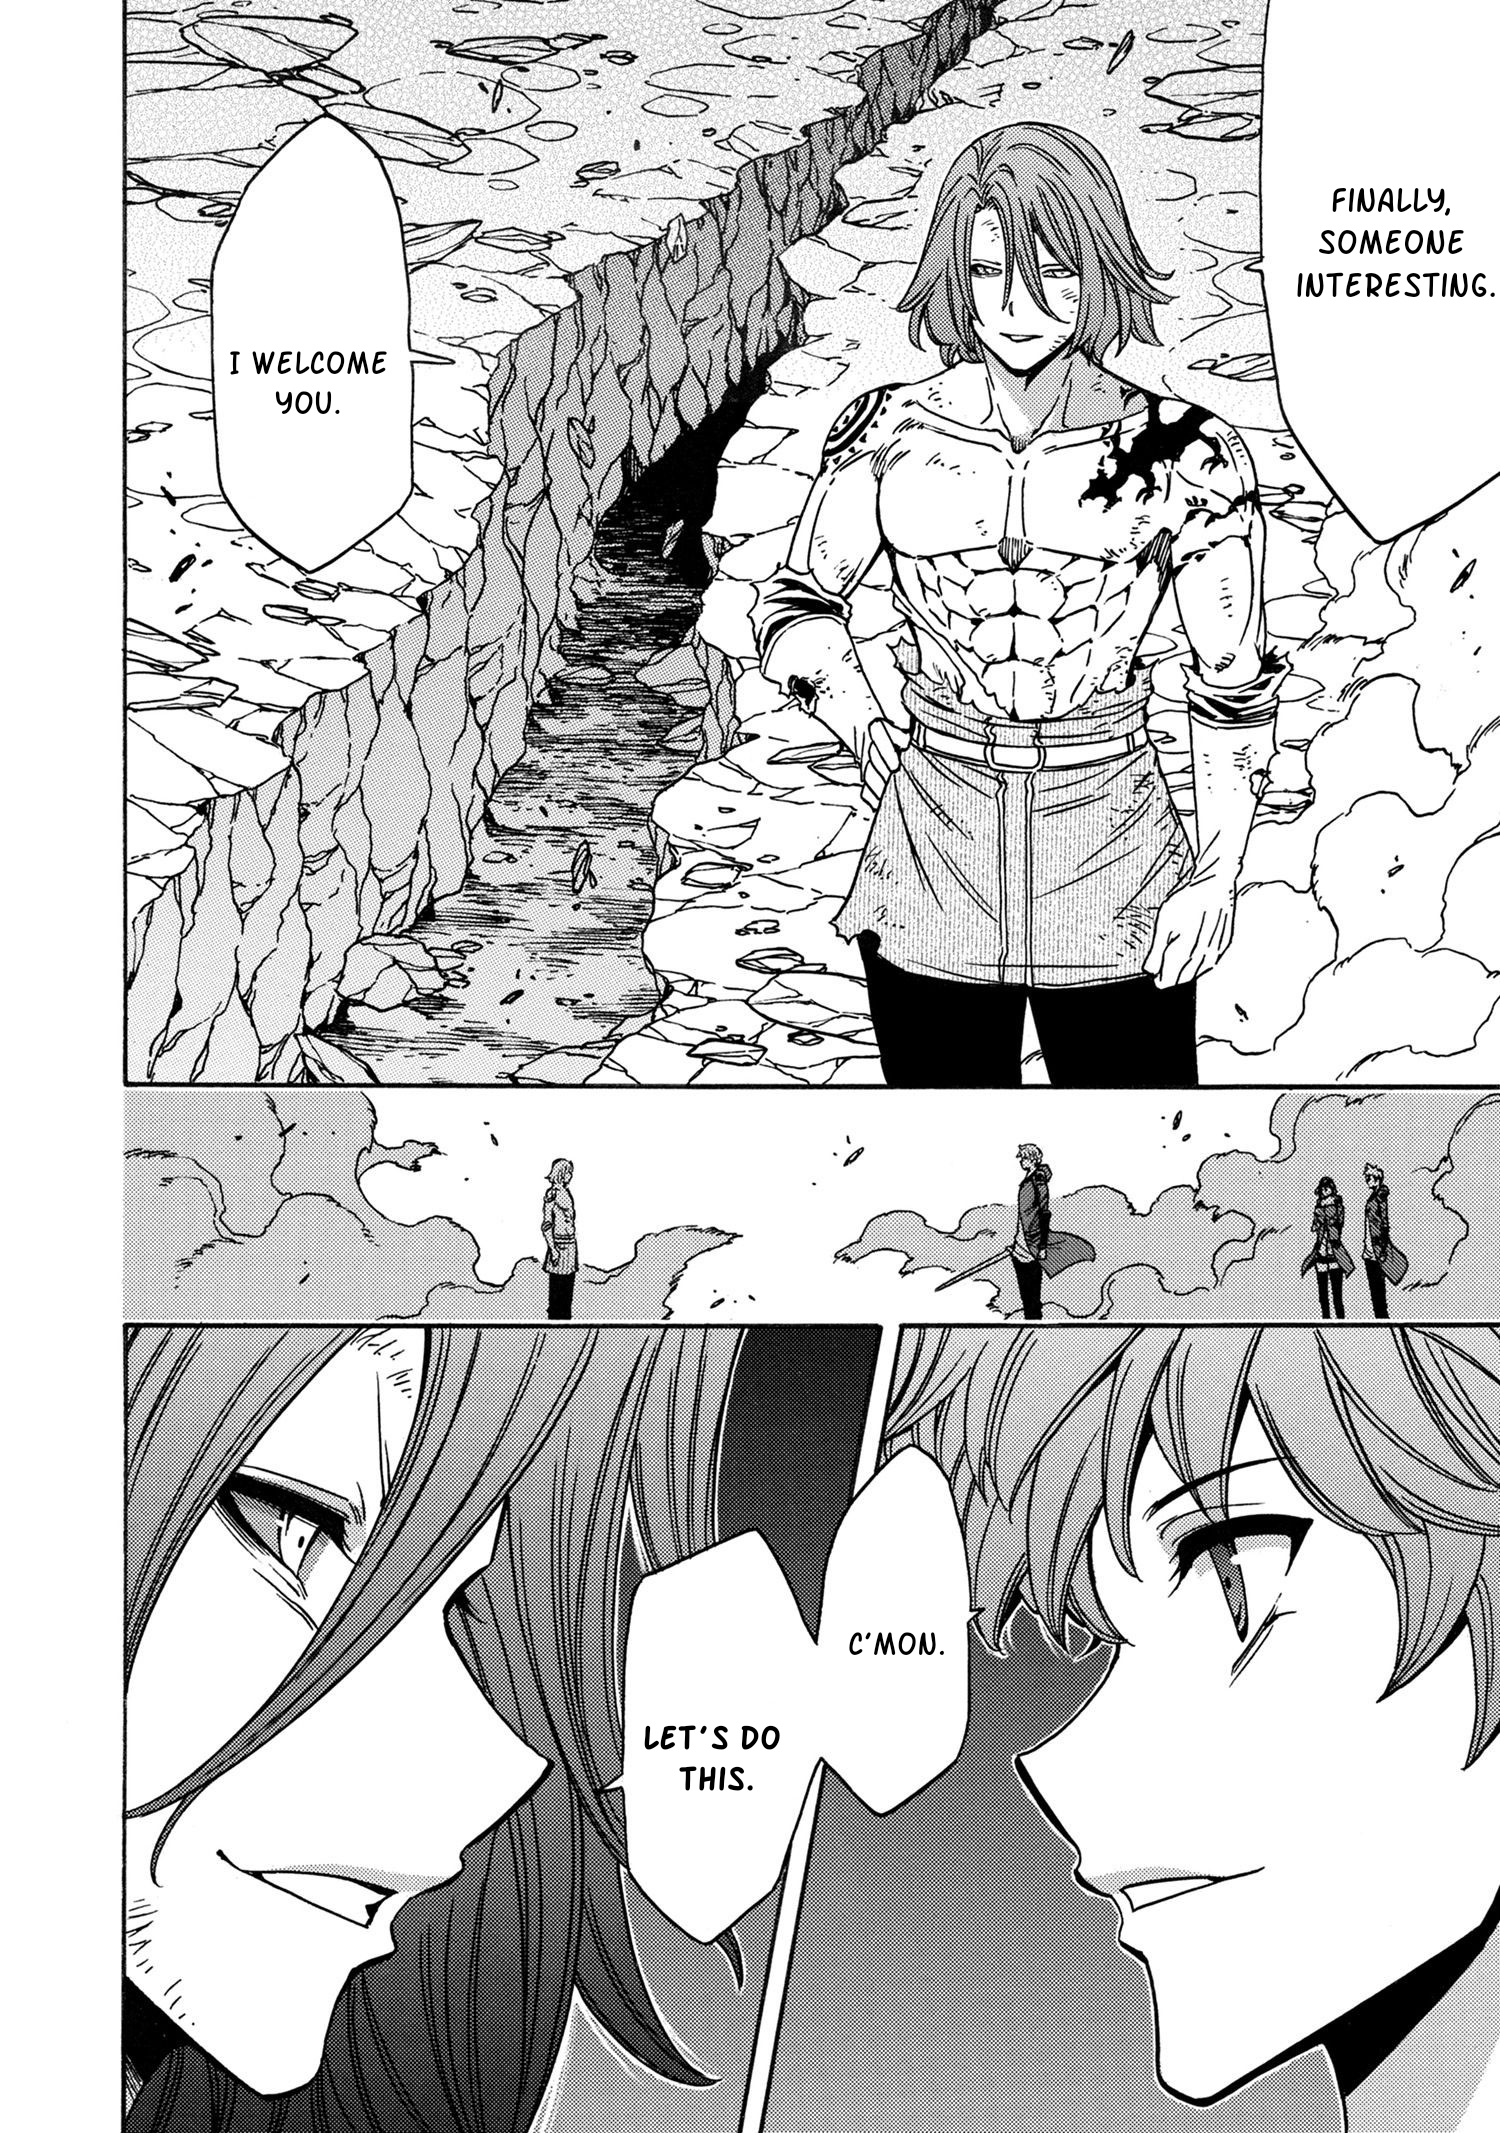 FINALLY,
SOMEONE
INTERESTING.
I WELCOME
YOU.
C'MON.
LET'S DO
THIS.